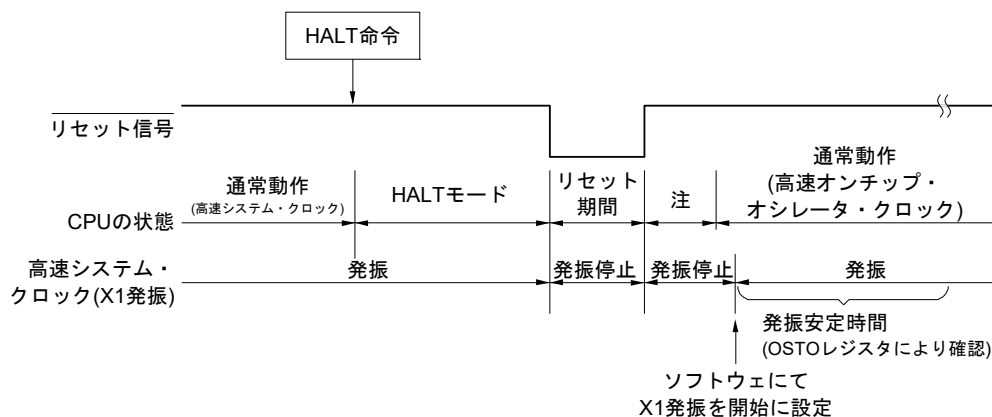 HALT命令
リセット信号
通常動作
(高速システム・クロック)
HALTモード
リセット
期間
注
通常動作
(高速オンチップ・
オシレータ・クロック)
CPUの状態
高速システム・
クロック(X1発振)
発振
発振停止
発振停止
発振
発振安定時間
(OSTOレジスタにより確認)
ソフトウェにて
X1発振を開始に設定